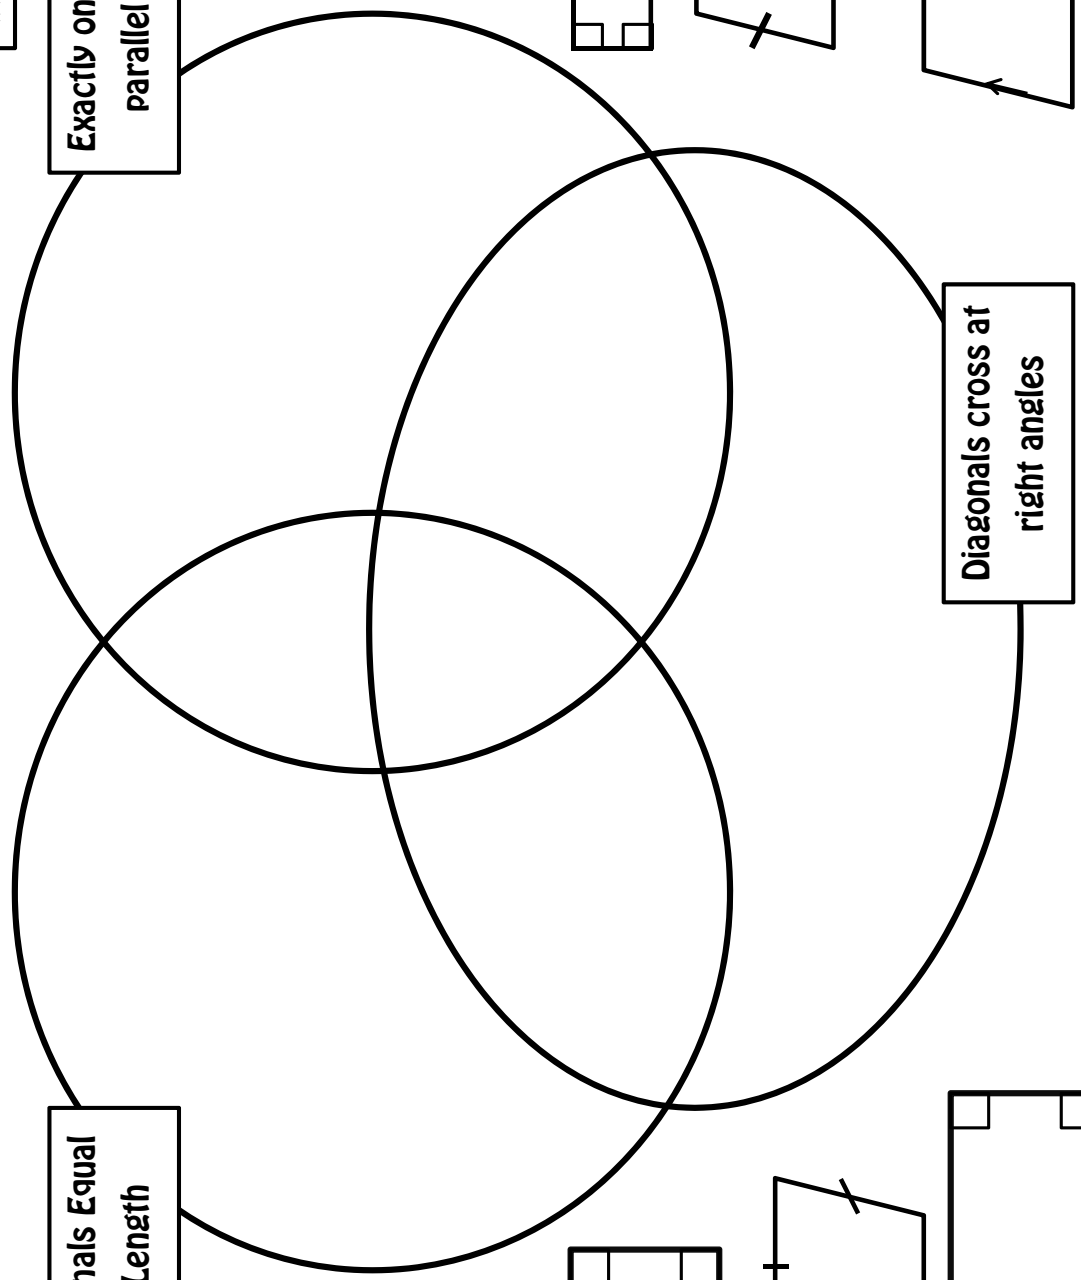 Exactly on
parallel
Diagonals cross at
right angles
nals Equal
Length